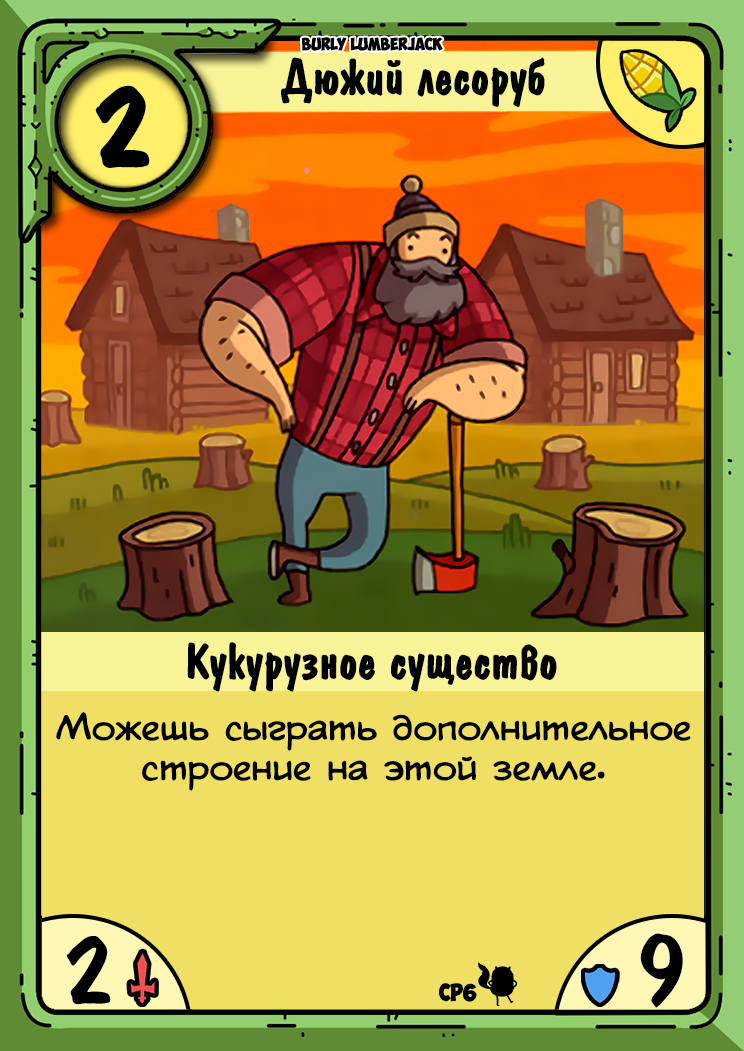 BURLY LUMBERJACK
2
Дюжий лесоруб
Кукурузное существо
Можешь сыграть дополнительное
строение на этой земле.
2
CP6
9